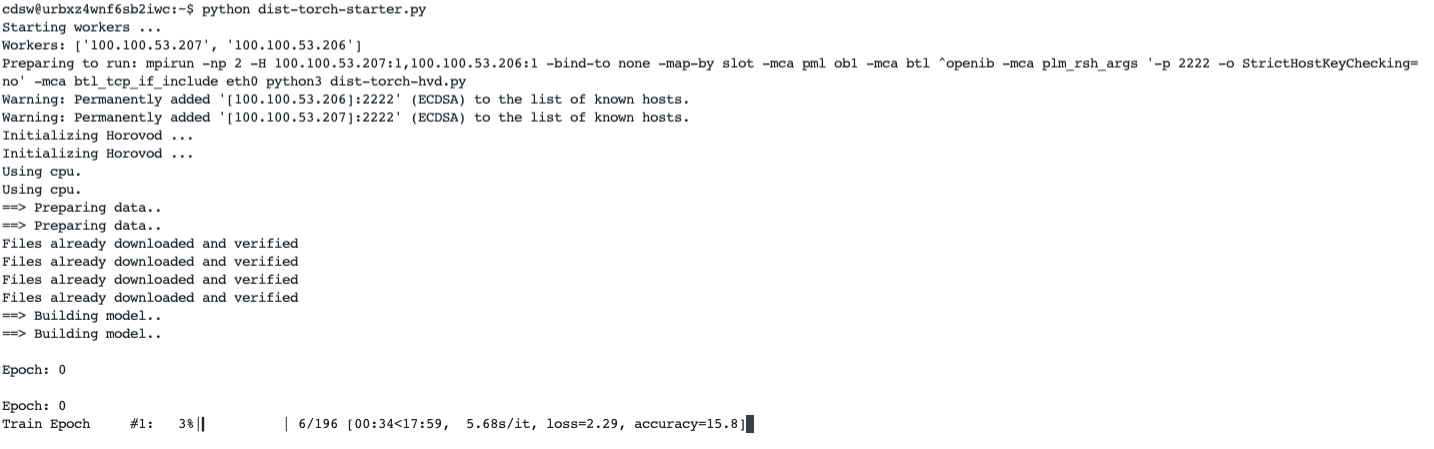 cdsw@urbxz4wnf6sb2iwc:~$ python dist-torch-starter.py
Starting workers ...
Workers: ['100.100.53.207', '100.100.53.206']
Preparing to run: mpirun -np 2 -H 100.100.53.207:1,100.100.53.206:1 -bind-to none -map-by slot -mca pml ob1 -mca btl ^openib -mca plm_rsh_args '-p 2222 -o StrictHostKeyChecking=
no' -mca btl_tcp_if_include eth0 python3 dist-torch-hvd.py
Warning: Permanently added '[100.100.53.206]:2222' (ECDSA) to the list of known hosts.
Warning: Permanently added '[100.100.53.207]:2222' (ECDSA) to the list of known hosts.
Initializing Horovod ...
Initializing Horovod ...
Using cpu.
Using cpu.
==> Preparing data..
==> Preparing data..
Files already downloaded and verified
Files already downloaded and verified
Files already downloaded and verified
Files already downloaded and verified
==> Building model..
==> Building model..
Epoch: 0
Epoch: 0
Train Epoch     #1:   3%|▎         | 6/196 [00:34<17:59,  5.68s/it, loss=2.29, accuracy=15.8]